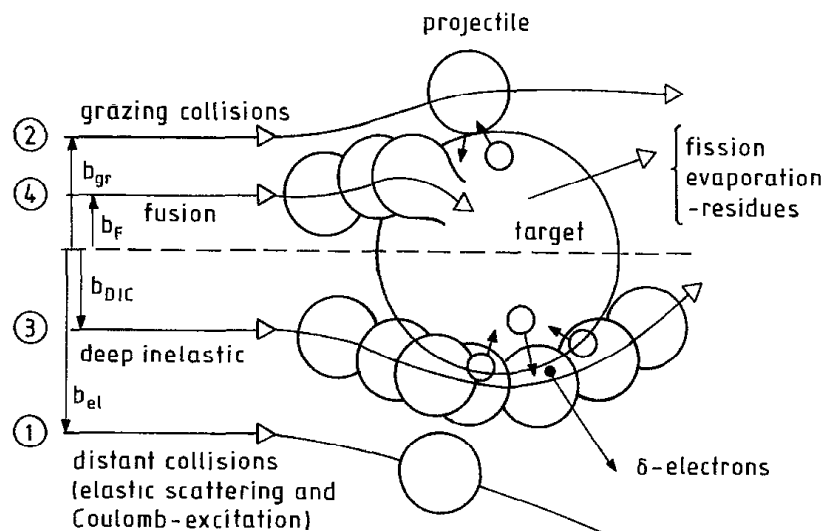 projectile
grazing collisions
②
b_gr
④
fusion
b_F
fission
evaporation
-residues
target
b_DIC
③
deep inelastic
b_el
①
distant collisions
(elastic scattering and
Coulomb-excitation)
δ-electrons